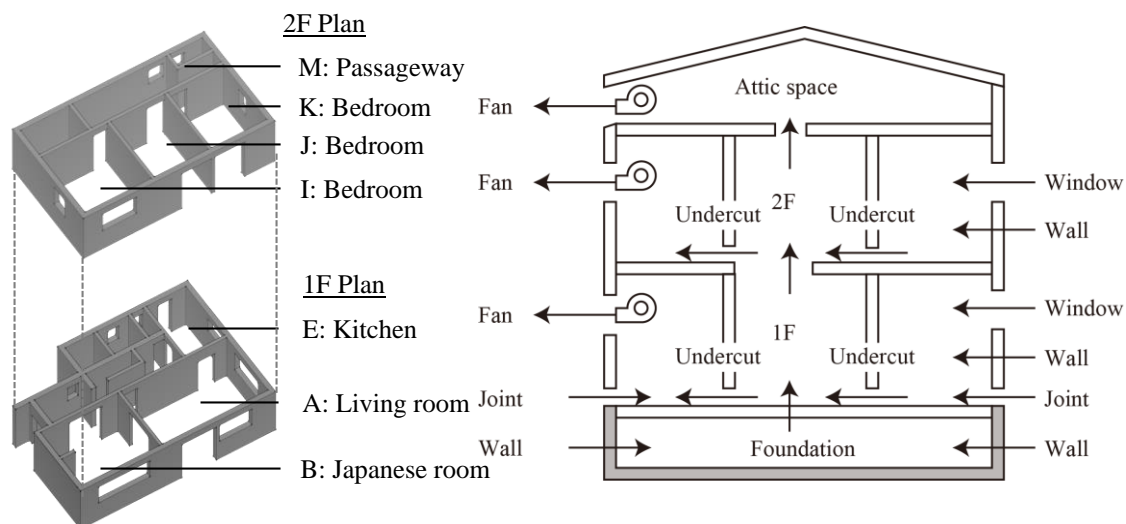 2F Plan
M: Passageway
K: Bedroom
J: Bedroom
I: Bedroom
1F Plan
E: Kitchen
A: Living room
B: Japanese room
Attic space
Fan
Fan
2F
Window
Undercut
Undercut
Wall
Fan
1F
Window
Undercut
Undercut
Wall
Joint
Joint
Wall
Foundation
Wall